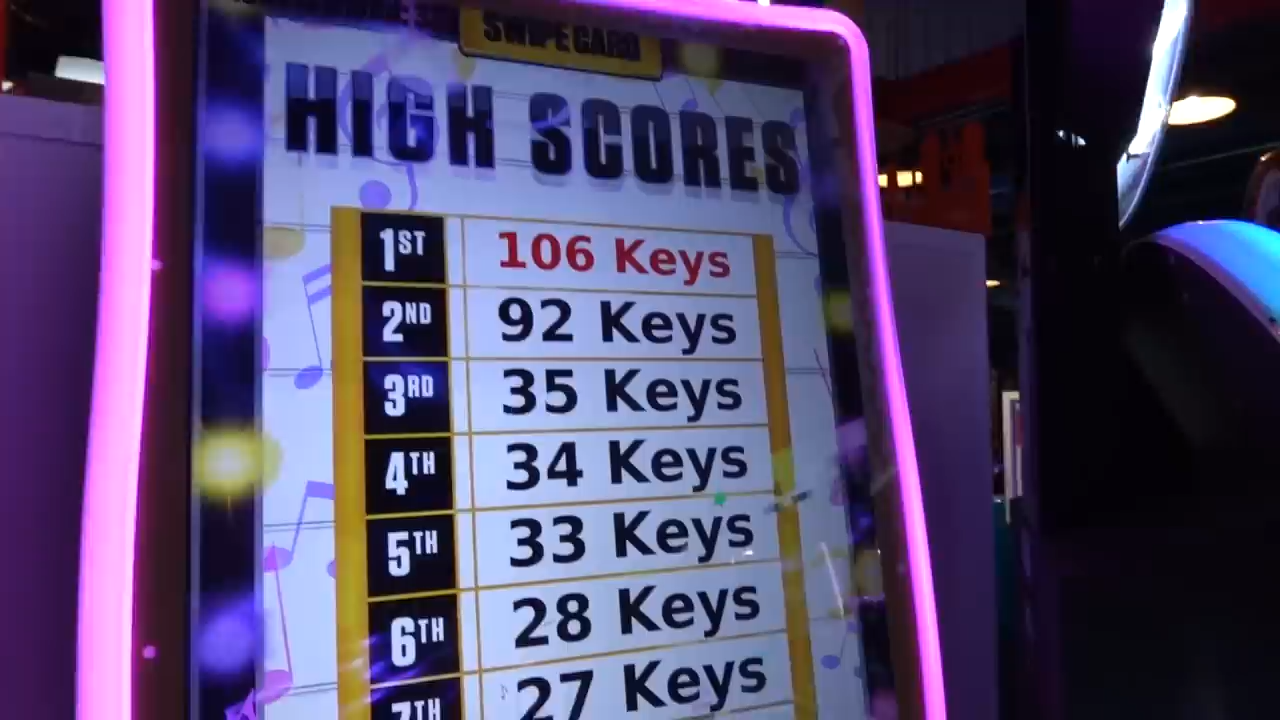 SWIPE CARD
HIGH SCORES
1ST 106 Keys
2ND 92 Keys
3RD 35 Keys
4TH 34 Keys
5TH 33 Keys
6TH 28 Keys
7TH 27 Keys